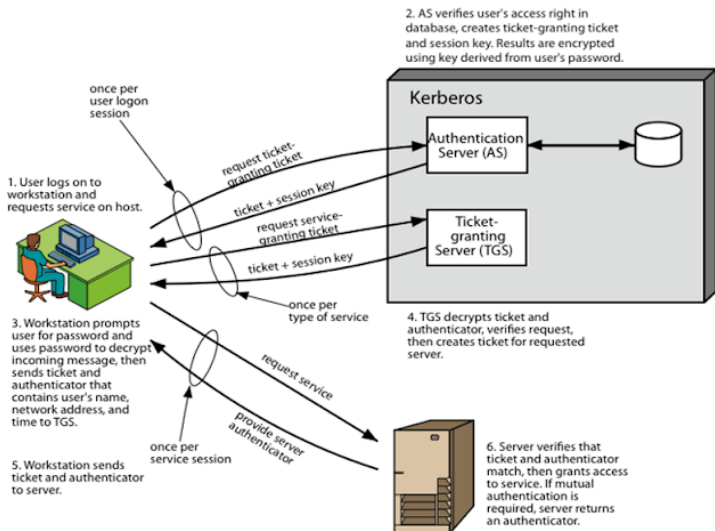 2. AS verifies user's access right in
database, creates ticket-granting ticket
and session key. Results are encrypted
using key derived from user's password.
once per
user logon
session
Kerberos
Authentication
Server (AS)
request ticket-
granting ticket
1. User logs on to
workstation and
requests service on host.
ticket + session key
request service-
granting ticket
Ticket-
granting
Server (TGS)
ticket + session key
once per
type of service
3. Workstation prompts
user for password and
uses password to decrypt
incoming message, then
sends ticket and
authenticator that
contains user's name,
network address, and
time to TGS.
4. TGS decrypts ticket and
authenticator, verifies request,
then creates ticket for requested
server.
request service
provide server
authenticator
once per
service session
5. Workstation sends
ticket and authenticator
to server.
6. Server verifies that
ticket and authenticator
match, then grants access
to service. If mutual
authentication is
required, server returns
an authenticator.